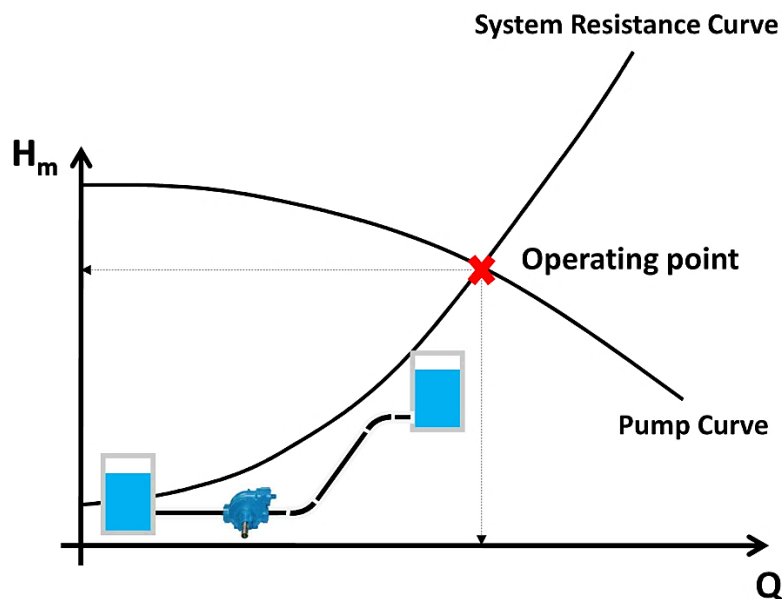 System Resistance Curve
Hm
Operating point
Pump Curve
Q